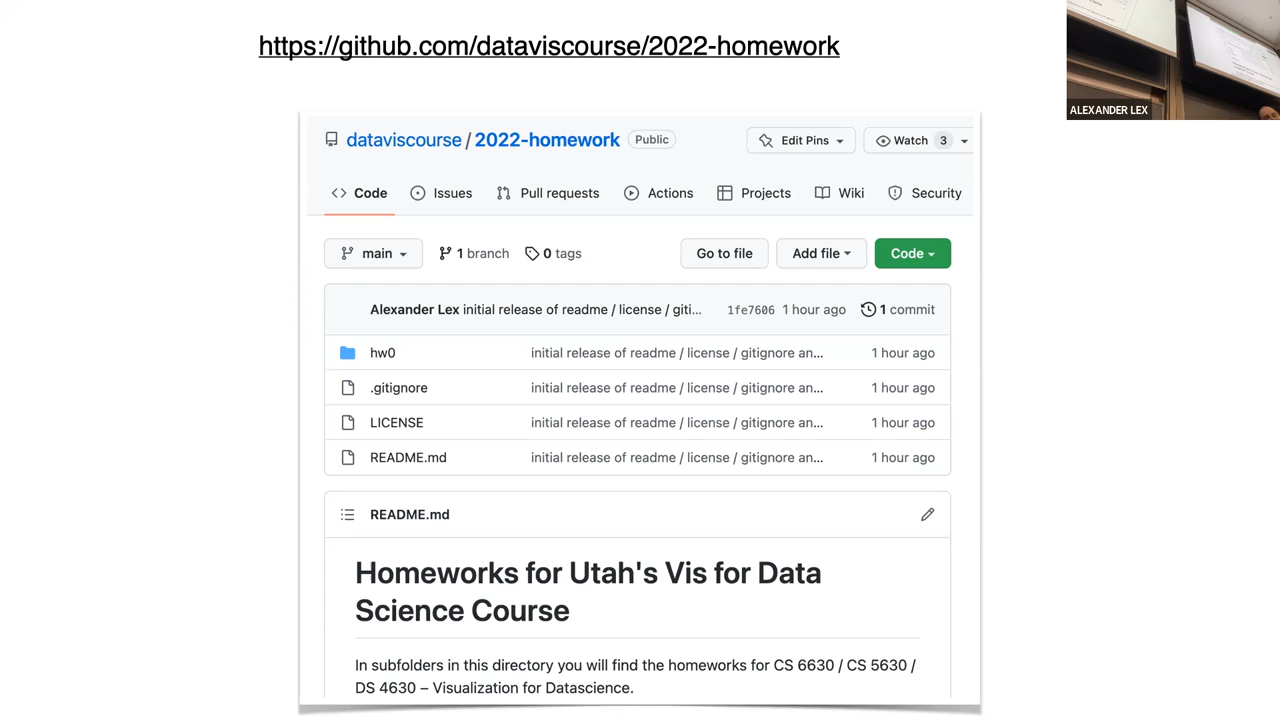 https://github.com/dataviscourse/2022-homework
ALEXANDER LEX
dataviscourse / 2022-homework Public Edit Pins Watch 3
Code Issues Pull requests Actions Projects Wiki Security
main 1 branch 0 tags Go to file Add file Code
Alexander Lex initial release of readme / license / giti... 1fe7606 1 hour ago 1 commit
hw0 initial release of readme / license / gitignore an... 1 hour ago
.gitignore initial release of readme / license / gitignore an... 1 hour ago
LICENSE initial release of readme / license / gitignore an... 1 hour ago
README.md initial release of readme / license / gitignore an... 1 hour ago
README.md
Homeworks for Utah's Vis for Data
Science Course
In subfolders in this directory you will find the homeworks for CS 6630 / CS 5630 /
DS 4630 – Visualization for Datascience.